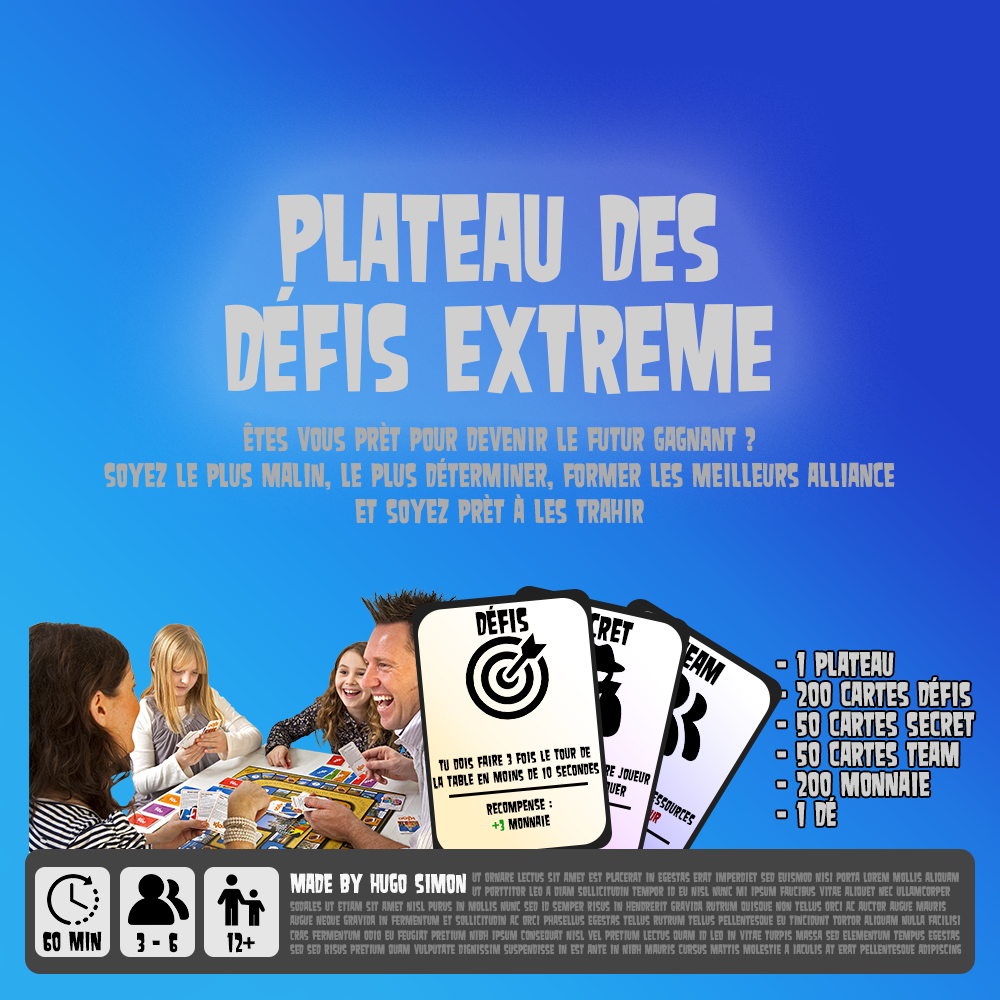 PLATEAU DES
DÉFIS EXTREME
ÊTES VOUS PRÈT POUR DEVENIR LE FUTUR GAGNANT ?
SOYEZ LE PLUS MALIN, LE PLUS DÉTERMINER, FORMER LES MEILLEURS ALLIANCE
ET SOYEZ PRÈT À LES TRAHIR
DÉFIS
TU DOIS FAIRE 3 FOIS LE TOUR DE
LA TABLE EN MOINS DE 10 SECONDES
RECOMPENSE :
+3 MONNAIE
CRET
RE JOUEUR
UER
TEAM
SSOURCES
UR
- 1 PLATEAU
- 200 CARTES DÉFIS
- 50 CARTES SECRET
- 50 CARTES TEAM
- 200 MONNAIE
- 1 DÉ
60 MIN
3 - 6
12+
MADE BY HUGO SIMON UT ORNARE LECTUS SIT AMET EST PLACERAT IN EGESTAS ERAT IMPERDIET SED EUISMOD NISI PORTA LOREM MOLLIS ALIQUAM
UT PORTTITOR LEO A DIAM SOLLICITUDIN TEMPOR ID EU NISL NUNC MI IPSUM FAUCIBUS VITAE ALIQUET NEC ULLAMCORPER
SODALES UT ETIAM SIT AMET NISL PURUS IN MOLLIS NUNC SED ID SEMPER RISUS IN HENDRERIT GRAVIDA RUTRUM QUISQUE NON TELLUS ORCI AC AUCTOR AUGUE MAURIS
AUGUE NEQUE GRAVIDA IN FERMENTUM ET SOLLICITUDIN AC ORCI PHASELLUS EGESTAS TELLUS RUTRUM TELLUS PELLENTESQUE EU TINCIDUNT TORTOR ALIQUAM NULLA FACILISI
CRAS FERMENTUM ODIO EU FEUGIAT PRETIUM NIBH IPSUM CONSEQUAT NISL VEL PRETIUM LECTUS QUAM ID LEO IN VITAE TURPIS MASSA SED ELEMENTUM TEMPUS EGESTAS
SED SED RISUS PRETIUM QUAM VULPUTATE DIGNISSIM SUSPENDISSE IN EST ANTE IN NIBH MAURIS CURSUS MATTIS MOLESTIE A IACULIS AT ERAT PELLENTESQUE ADIPISCING